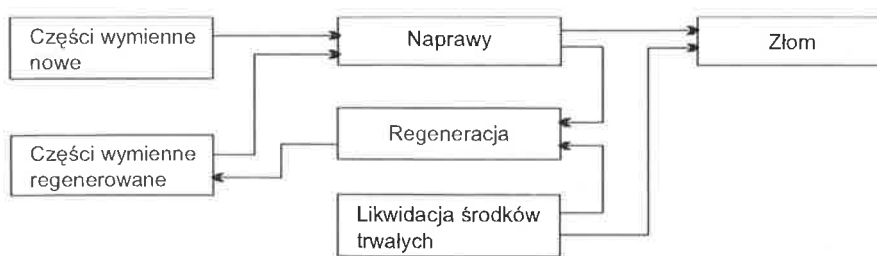 Części wymienne
nowe
Naprawy
Złom
Regeneracja
Części wymienne
regenerowane
Likwidacja środków
trwałych